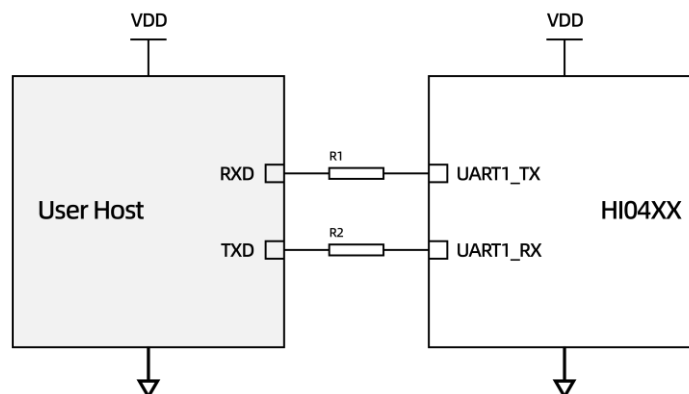 VDD
VDD
R1
RXD
UART1_TX
User Host
HI04XX
R2
TXD
UART1_RX